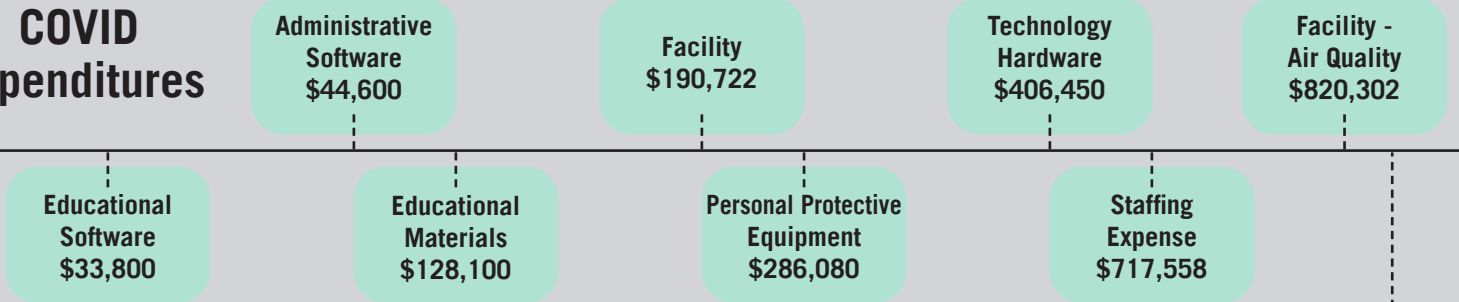 COVID
penditures
Administrative
Software
$44,600
Facility
$190,722
Technology
Hardware
$406,450
Facility -
Air Quality
$820,302
Educational
Software
$33,800
Educational
Materials
$128,100
Personal Protective
Equipment
$286,080
Staffing
Expense
$717,558